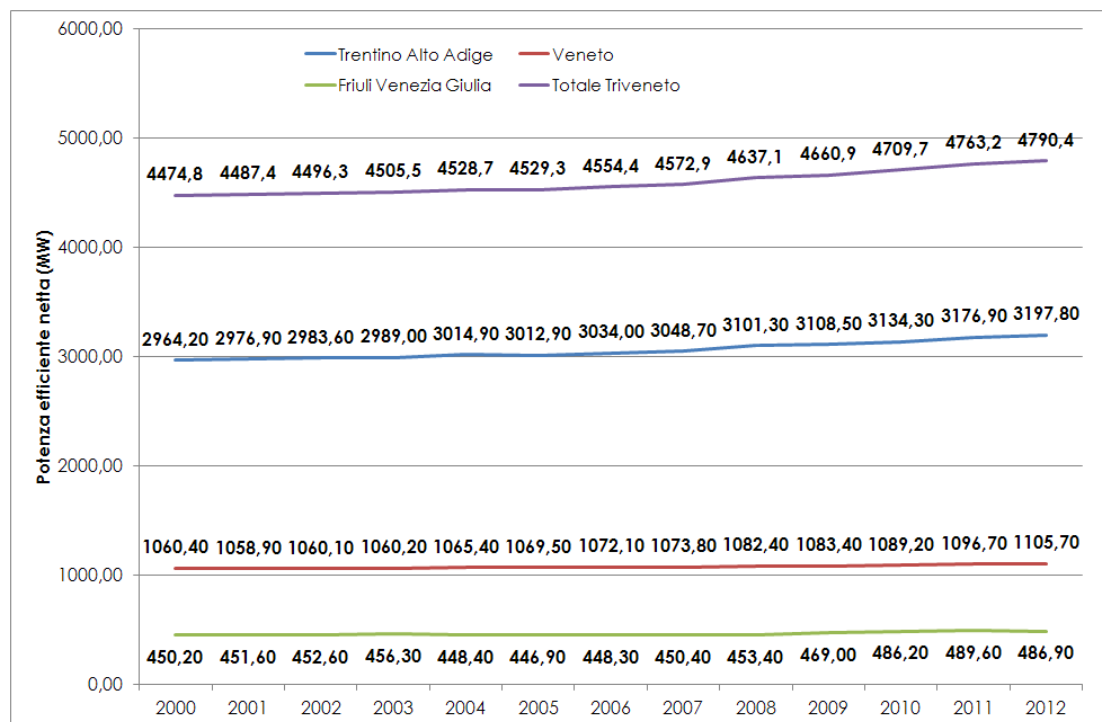 6000,00
Trentino Alto Adige Veneto
Friuli Venezia Giulia Totale Triveneto
5000,00
4474,8 4487,4 4496,3 4505,5 4528,7 4529,3 4554,4 4572,9 4637,1 4660,9 4709,7 4763,2 4790,4
4000,00
Potenza efficiente netta (MW)
2964,20 2976,90 2983,60 2989,00 3014,90 3012,90 3034,00 3048,70 3101,30 3108,50 3134,30 3176,90 3197,80
3000,00
2000,00
1060,40 1058,90 1060,10 1060,20 1065,40 1069,50 1072,10 1073,80 1082,40 1083,40 1089,20 1096,70 1105,70
1000,00
450,20 451,60 452,60 456,30 448,40 446,90 448,30 450,40 453,40 469,00 486,20 489,60 486,90
0,00
2000 2001 2002 2003 2004 2005 2006 2007 2008 2009 2010 2011 2012